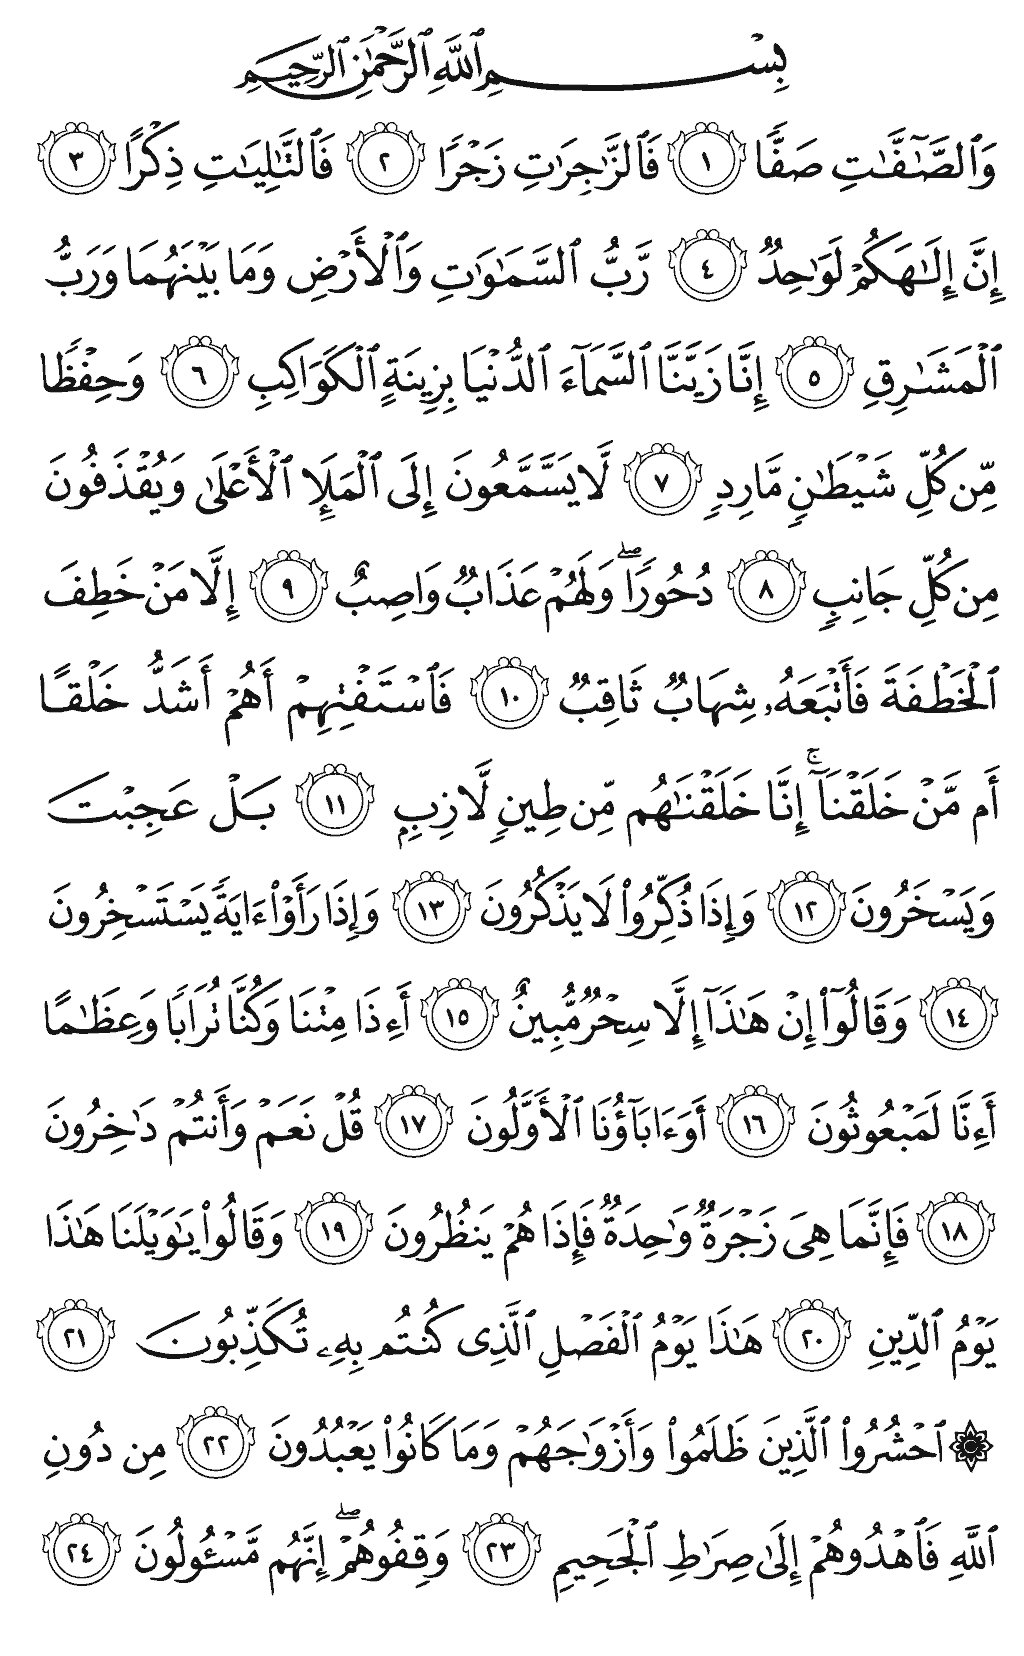 بِسْمِ ٱللَّهِ ٱلرَّحْمَٰنِ ٱلرَّحِيمِ
وَٱلصَّٰٓفَّٰتِ صَفًّا ١ فَٱلزَّٰجِرَٰتِ زَجْرًا ٢ فَٱلتَّٰلِيَٰتِ ذِكْرًا ٣
إِنَّ إِلَٰهَكُمْ لَوَٰحِدٌ ٤ رَّبُّ ٱلسَّمَٰوَٰتِ وَٱلْأَرْضِ وَمَا بَيْنَهُمَا وَرَبُّ
ٱلْمَشَٰرِقِ ٥ إِنَّا زَيَّنَّا ٱلسَّمَآءَ ٱلدُّنْيَا بِزِينَةٍ ٱلْكَوَاكِبِ ٦ وَحِفْظًا
مِّن كُلِّ شَيْطَٰنٍ مَّارِدٍ ٧ لَّا يَسَّمَّعُونَ إِلَى ٱلْمَلَإِ ٱلْأَعْلَىٰ وَيُقْذَفُونَ
مِن كُلِّ جَانِبٍ ٨ دُحُورًا ۖ وَلَهُمْ عَذَابٌ وَاصِبٌ ٩ إِلَّا مَنْ خَطِفَ
ٱلْخَطْفَةَ فَأَتْبَعَهُۥ شِهَابٌ ثَاقِبٌ ١٠ فَٱسْتَفْتِهِمْ أَهُمْ أَشَدُّ خَلْقًا
أَم مَّنْ خَلَقْنَآ ۚ إِنَّا خَلَقْنَٰهُم مِّن طِينٍ لَّازِبٍۭ ١١ بَلْ عَجِبْتَ
وَيَسْخَرُونَ ١٢ وَإِذَا ذُكِّرُوا۟ لَا يَذْكُرُونَ ١٣ وَإِذَا رَأَوْا۟ ءَايَةً يَسْتَسْخِرُونَ
١٤ وَقَالُوٓا۟ إِنْ هَٰذَآ إِلَّا سِحْرٌ مُّبِينٌ ١٥ أَءِذَا مِتْنَا وَكُنَّا تُرَابًا وَعِظَٰمًا
أَءِنَّا لَمَبْعُوثُونَ ١٦ أَوَءَابَآؤُنَا ٱلْأَوَّلُونَ ١٧ قُلْ نَعَمْ وَأَنتُمْ دَٰخِرُونَ
١٨ فَإِنَّمَا هِىَ زَجْرَةٌ وَٰحِدَةٌ فَإِذَا هُمْ يَنظُرُونَ ١٩ وَقَالُوا۟ يَٰوَيْلَنَا هَٰذَا
يَوْمُ ٱلدِّينِ ٢٠ هَٰذَا يَوْمُ ٱلْفَصْلِ ٱلَّذِى كُنتُم بِهِۦ تُكَذِّبُونَ ٢١
۞ ٱحْشُرُوا۟ ٱلَّذِينَ ظَلَمُوا۟ وَأَزْوَٰجَهُمْ وَمَا كَانُوا۟ يَعْبُدُونَ ٢٢ مِن دُونِ
ٱللَّهِ فَٱهْدُوهُمْ إِلَىٰ صِرَٰطِ ٱلْجَحِيمِ ٢٣ وَقِفُوهُمْ ۖ إِنَّهُم مَّسْـُٔولُونَ ٢٤